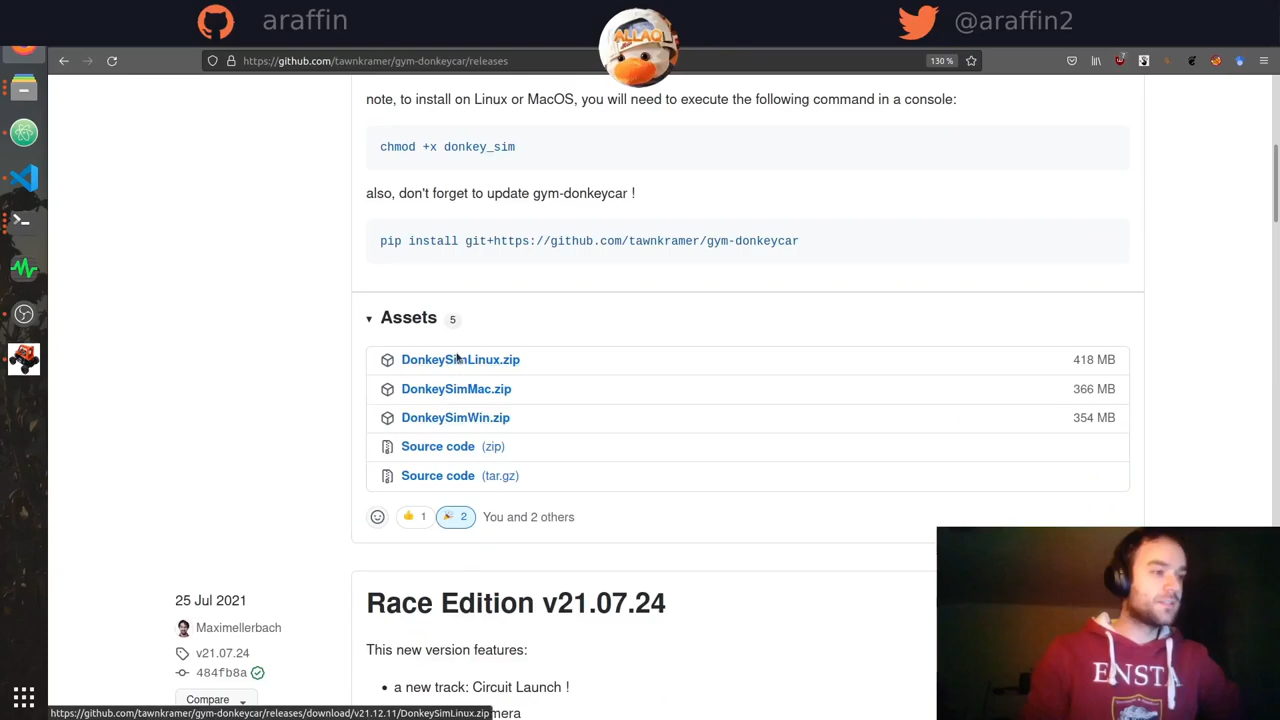 araffin
ALLAQ
@araffin2
https://github.com/tawnkramer/gym-donkeycar/releases
130 %
note, to install on Linux or MacOS, you will need to execute the following command in a console:
chmod +x donkey_sim
also, don't forget to update gym-donkeycar !
pip install git+https://github.com/tawnkramer/gym-donkeycar
Assets 5
DonkeySimLinux.zip 418 MB
DonkeySimMac.zip 366 MB
DonkeySimWin.zip 354 MB
Source code (zip)
Source code (tar.gz)
1 2 You and 2 others
25 Jul 2021
Maximellerbach
v21.07.24
484fb8a
Compare
Race Edition v21.07.24
This new version features:
a new track: Circuit Launch !
mera
https://github.com/tawnkramer/gym-donkeycar/releases/download/v21.12.11/DonkeySimLinux.zip
ENSTA